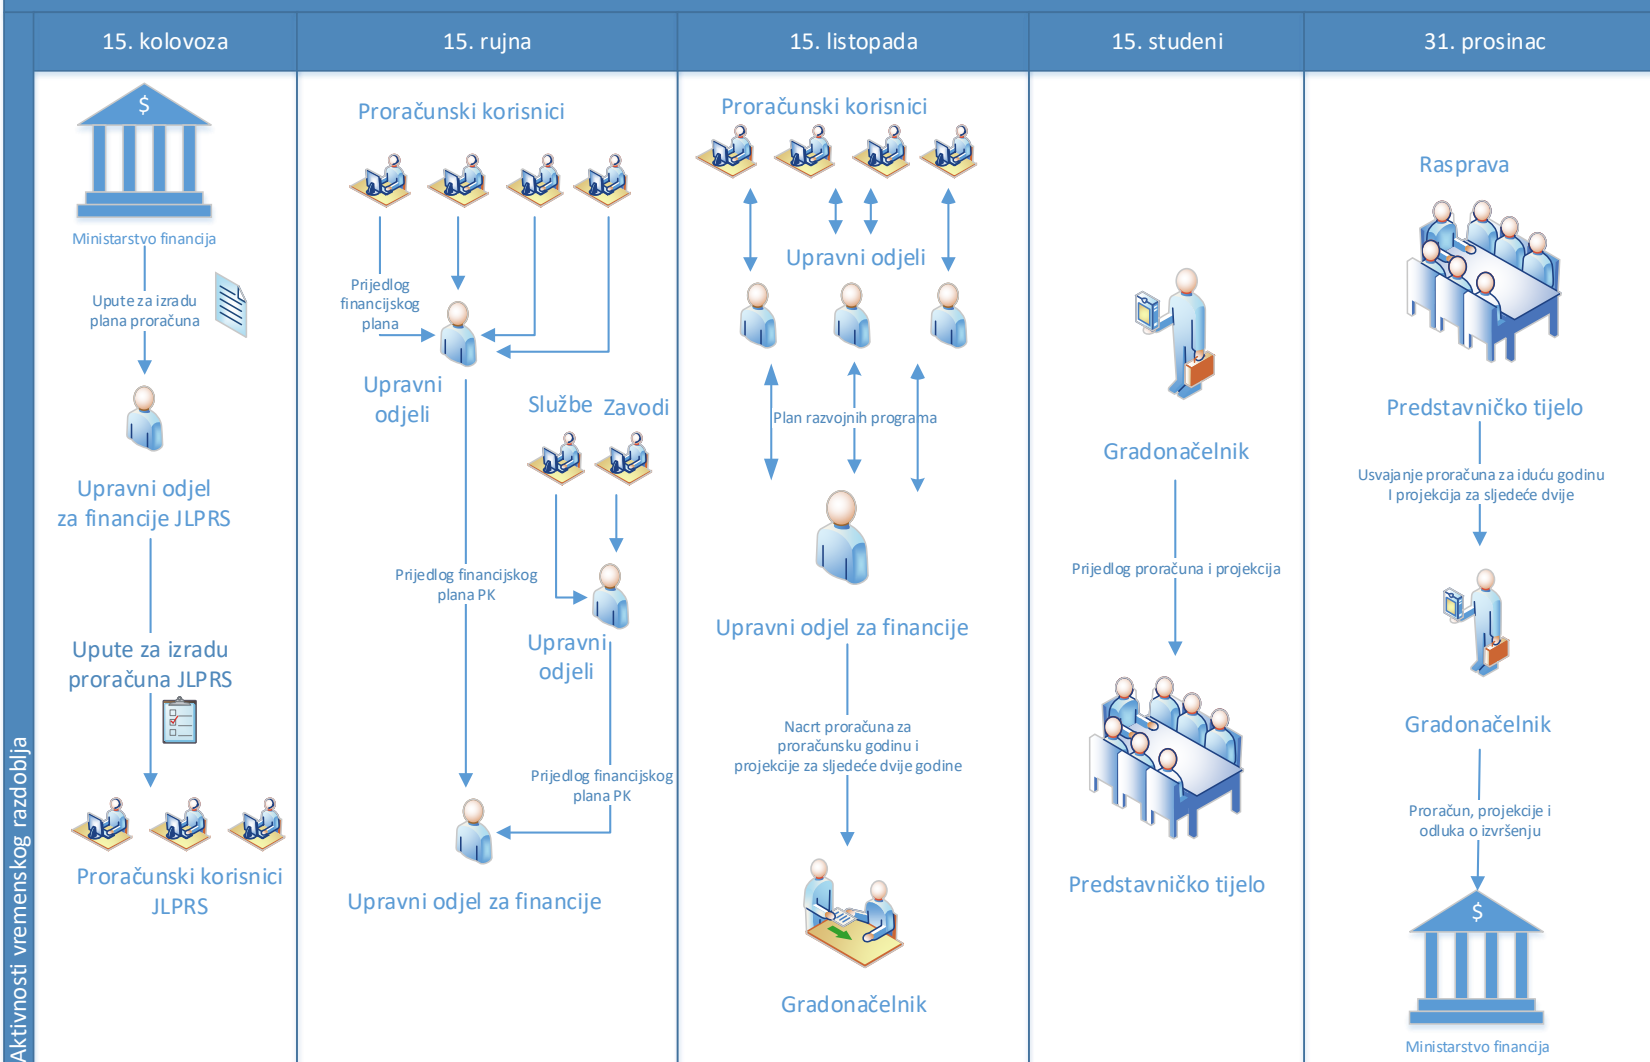 15. kolovoza
15. rujna
15. listopada
15. studeni
31. prosinac
Aktivnosti vremenskog razdoblja
$
Ministarstvo financija
Upute za izradu
plana proračuna
Upravni odjel
za financije JLPRS
Upute za izradu
proračuna JLPRS
Proračunski korisnici
JLPRS
Proračunski korisnici
Prijedlog
financijskog
plana
Upravni
odjeli
Službe
Zavodi
Prijedlog financijskog
plana PK
Upravni
odjeli
Prijedlog financijskog
plana PK
Upravni odjel za financije
Proračunski korisnici
Upravni odjeli
Plan razvojnih programa
Upravni odjel za financije
Nacrt proračuna za
proračunsku godinu i
projekcije za sljedeće dvije godine
Gradonačelnik
Gradonačelnik
Prijedlog proračuna i projekcija
Predstavničko tijelo
Rasprava
Predstavničko tijelo
Usvajanje proračuna za iduću godinu
I projekcija za sljedeće dvije
Gradonačelnik
Proračun, projekcije i
odluka o izvršenju
$
Ministarstvo financija